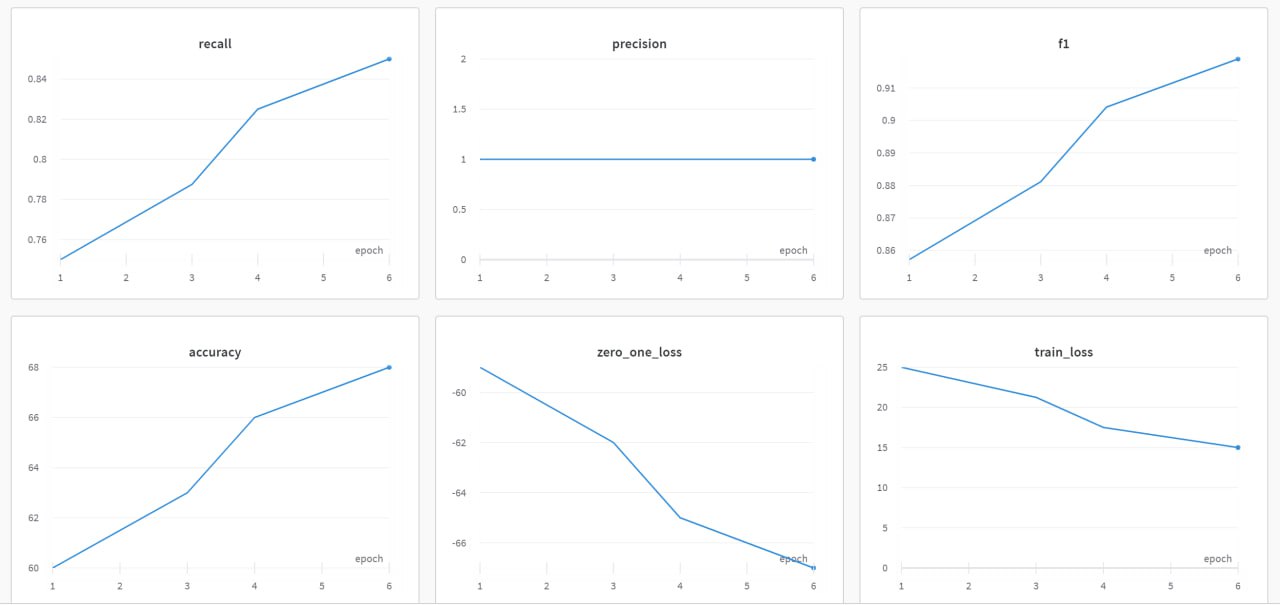 recall
0.84
0.82
0.8
0.78
0.76
epoch
1 2 3 4 5 6
precision
2
1.5
1
0.5
0
epoch
1 2 3 4 5 6
f1
0.91
0.9
0.89
0.88
0.87
0.86
epoch
1 2 3 4 5 6
accuracy
68
66
64
62
60
epoch
1 2 3 4 5 6
zero_one_loss
-60
-62
-64
-66
epoch
1 2 3 4 5 6
train_loss
25
20
15
10
5
0
epoch
1 2 3 4 5 6